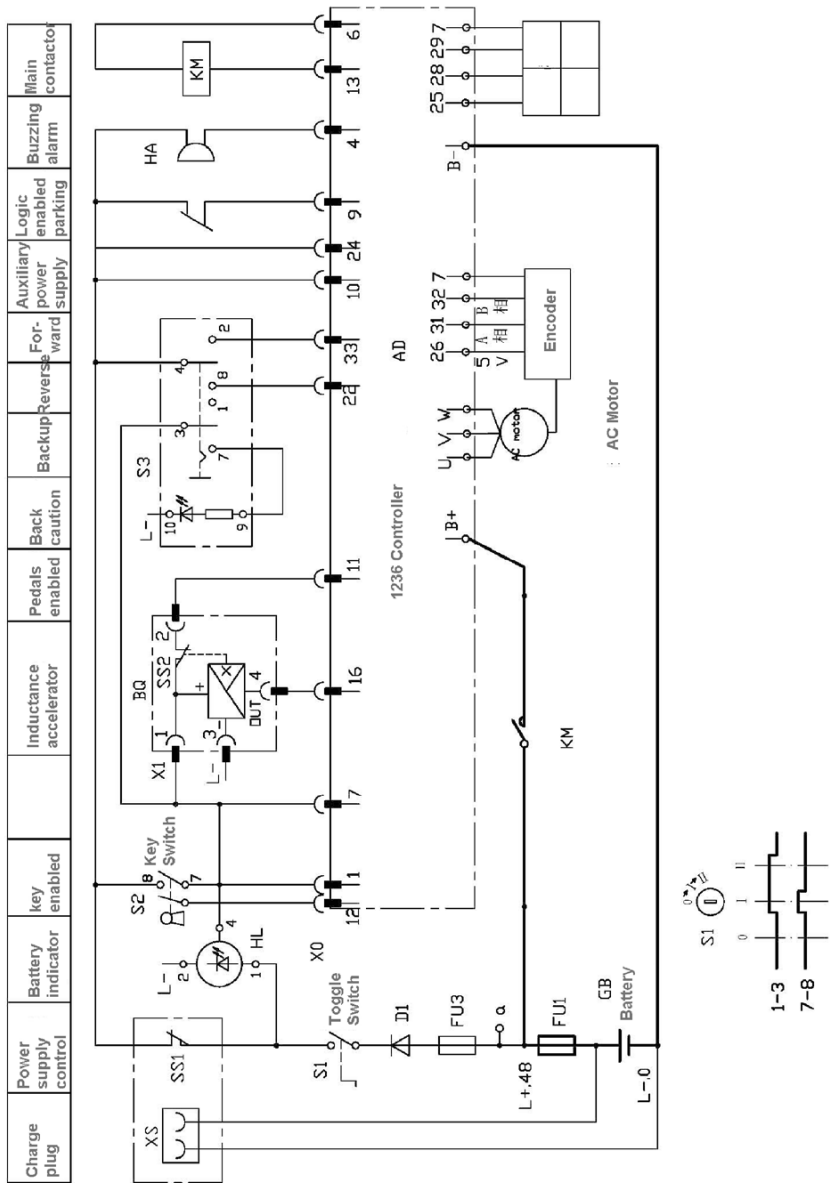 Charge plug
Power supply control
Battery indicator
key enabled
Inductance accelerator
Pedals enabled
Back caution
Backup
Reverse
For-ward
Auxiliary power supply
Logic enabled parking
Buzzing alarm
Main contactor
XS
SS1
L-
2
HL
1
4
S2
8
Key Switch
7
X1
1
BQ
SS2
2
3
-
+
X
OUT
4
L-
L-
10
9
S3
3
4
7
1
8
2
HA
KM
X0
12
1
7
16
11
22
33
10
24
9
4
13
6
S1
Toggle Switch
D1
FU3
a
L+.48
FU1
GB
Battery
L-.0
KM
1236 Controller
AD
B+
U
V
W
AC motor
26
31
32
7
5
V
A
相
B
相
Encoder
AC Motor
:
B-
25
28
29
7
S1
0
I
II
0
I
II
1-3
7-8